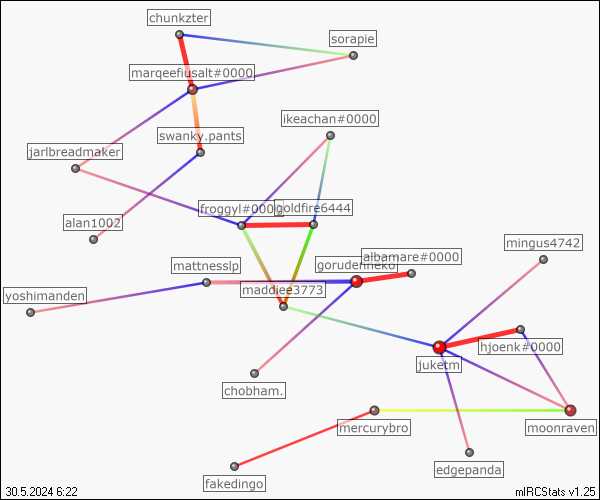 chunkzter
sorapie
marqeefiusalt#0000
ikeachan#0000
swanky.pants
jarlbreadmaker
froggyl#00
goldfire6444
alan1002
mingus4742
albamare#0000
mattnesslp
gorudenneko
maddiee3773
yoshimanden
hjoenk#0000
juketm
chobham.
mercurybro
moonraven
edgepanda
fakedingo
30.5.2024 6:22
mIRCStats v1.25